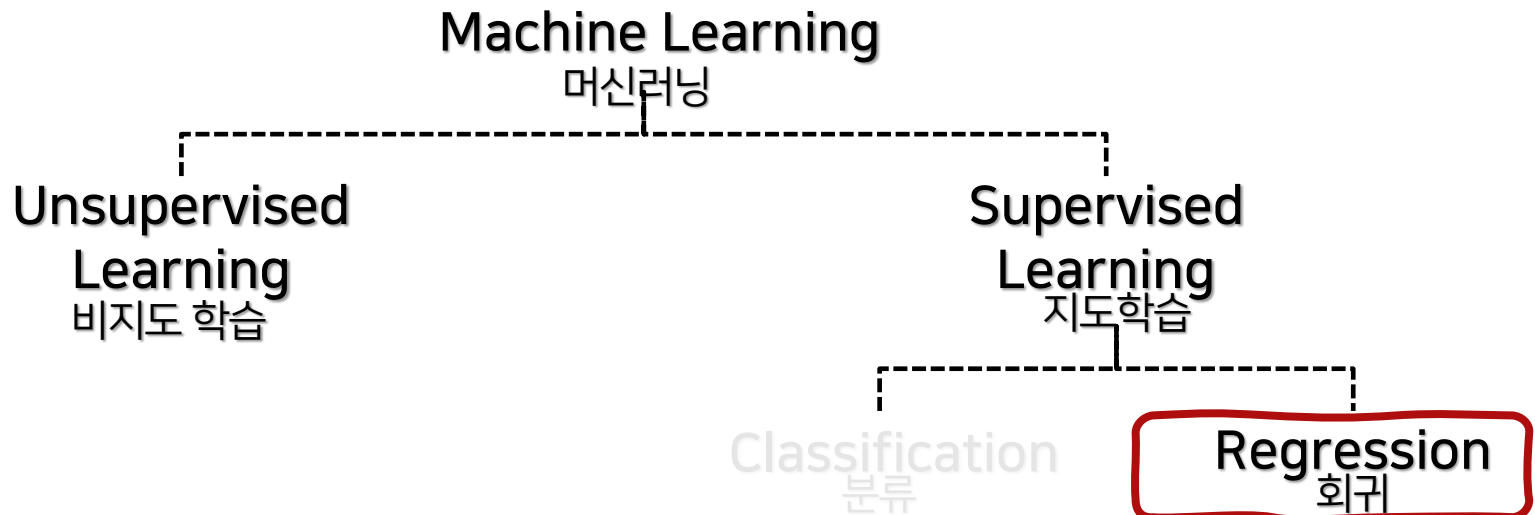 Machine Learning
머신러닝
Unsupervised
Learning
비지도 학습
Supervised
Learning
지도학습
Classification
분류
Regression
회귀